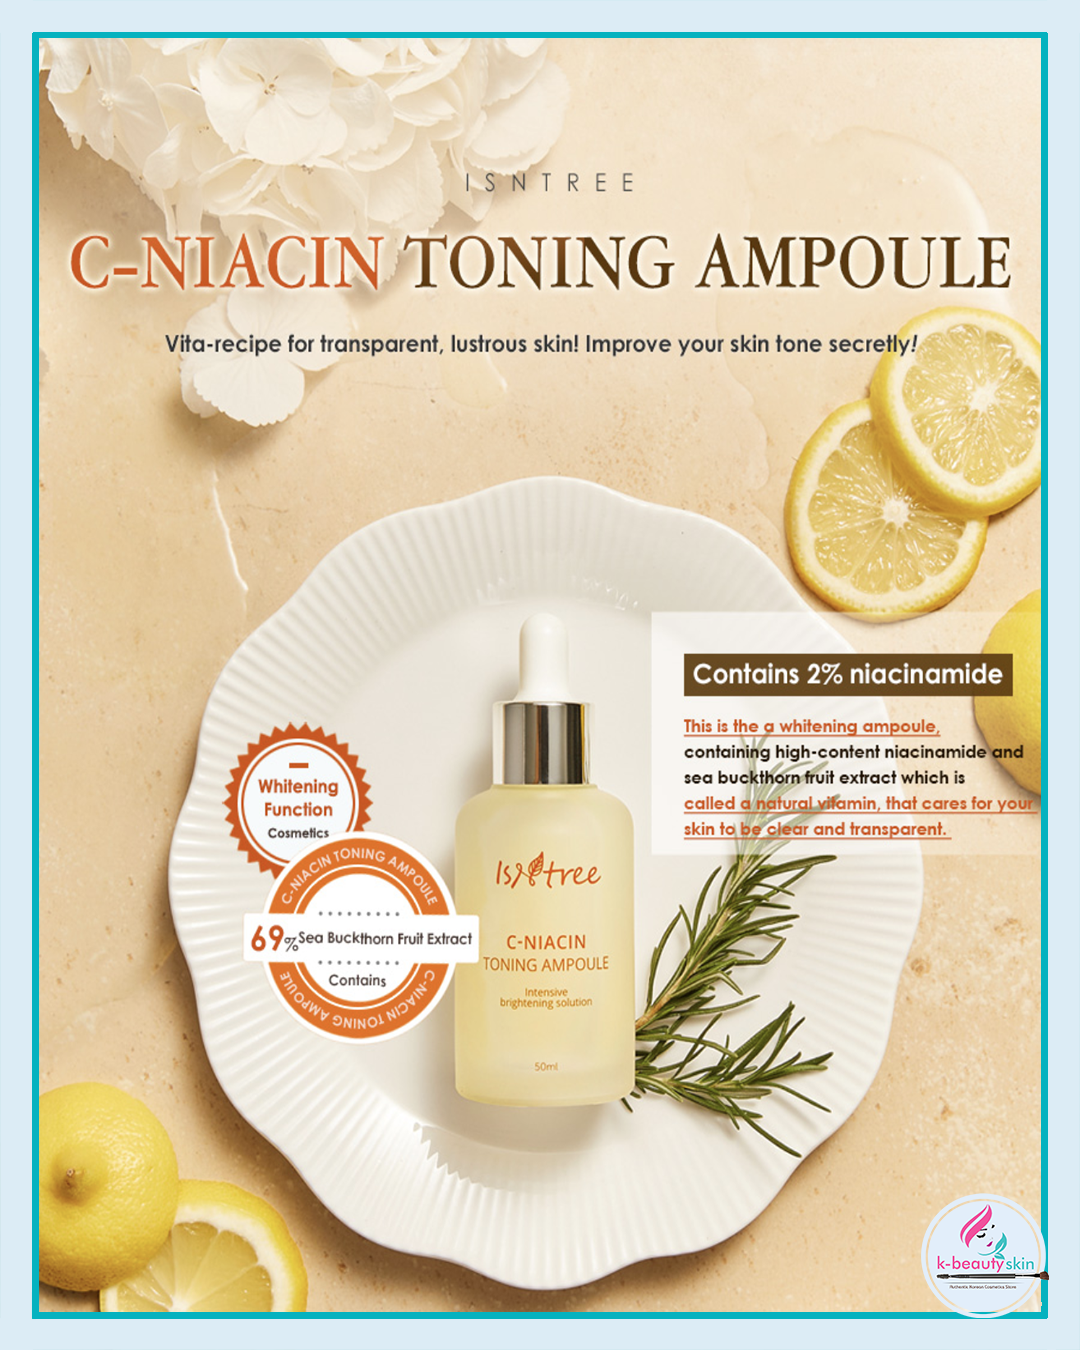 ISNTREE
C-NIACIN TONING AMPOULE
Vita-recipe for transparent, lustrous skin! Improve your skin tone secretly!
Contains 2% niacinamide
This is the a whitening ampoule,
containing high-content niacinamide and
sea buckthorn fruit extract which is
called a natural vitamin, that cares for your
skin to be clear and transparent.
Whitening
Function
Cosmetics
C-NIACIN TONING AMPOULE
69% Sea Buckthorn Fruit Extract
Contains
C-NIACIN TONING AMPOULE
Isntree
C-NIACIN
TONING AMPOULE
Intensive
brightening solution
50ml
k-beautyskin
Authentic Korean Cosmetics Store